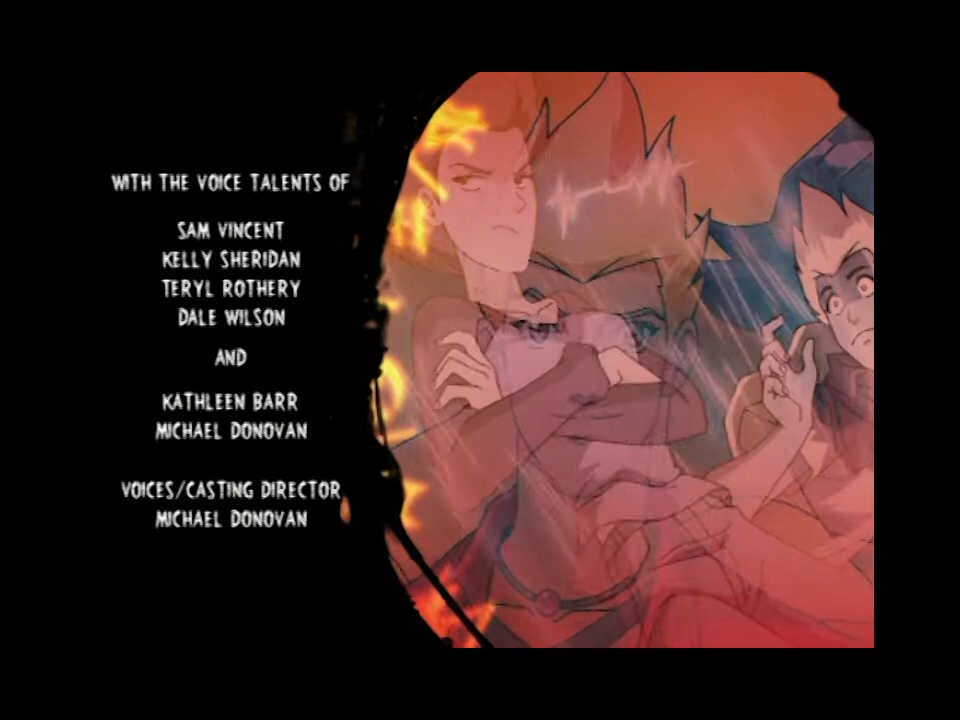 WITH THE VOICE TALENTS OF
SAM VINCENT
KELLY SHERIDAN
TERYL ROTHERY
DALE WILSON
AND
KATHLEEN BARR
MICHAEL DONOVAN
VOICES/CASTING DIRECTOR
MICHAEL DONOVAN